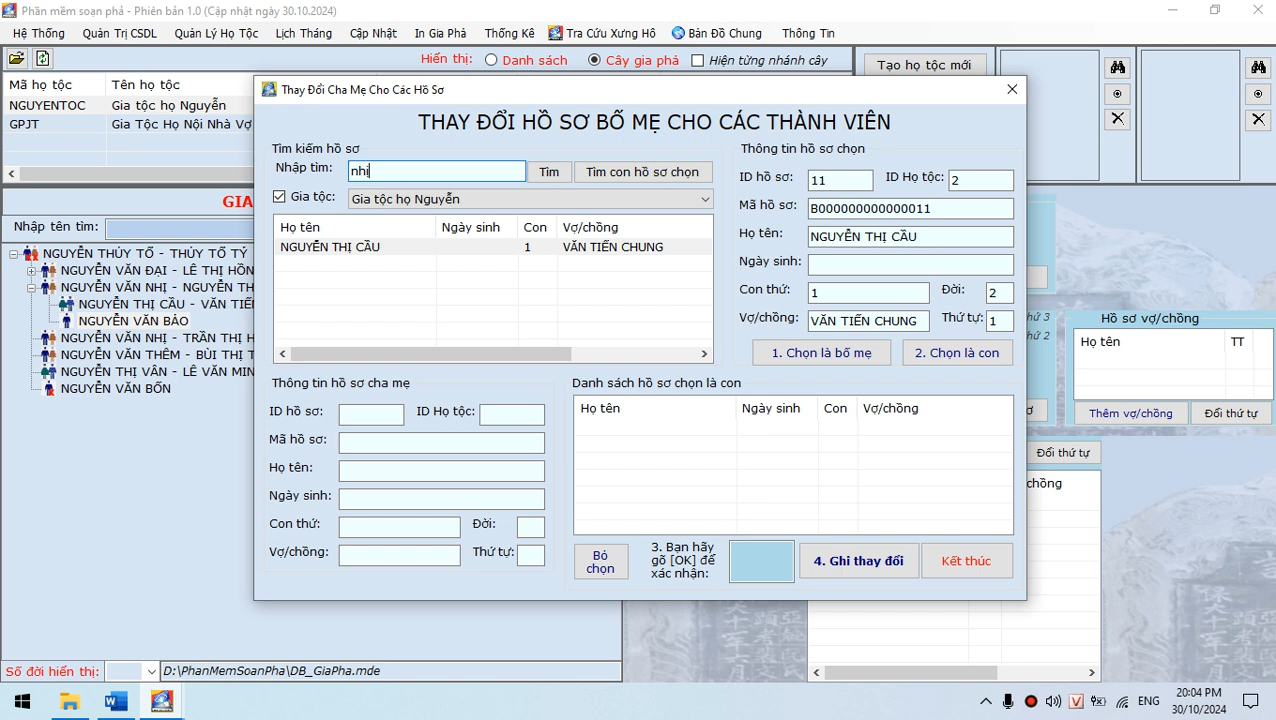 Phần mềm soạn phả - Phiên bản 1.0 (Cập nhật ngày 30.10.2024)
Hệ Thống Quản Trị CSDL Quản Lý Họ Tộc Lịch Tháng Cập Nhật In Gia Phả Thống Kê Tra Cứu Xưng Hô Bản Đồ Chung Thông Tin
Hiển thị: Danh sách Cây gia phả Hiện từng nhánh cây Tạo họ tộc mới
Mã họ tộc Tên họ tộc
NGUYENTOC Gia tộc họ Nguyễn
GPJT Gia Tộc Họ Nội Nhà Vợ
GIA
Nhập tên tìm:
NGUYỄN THỦY TỔ - THỦY TỔ TỶ
NGUYỄN VĂN ĐẠI - LÊ THỊ HỒN
NGUYỄN VĂN NHỊ - NGUYỄN TH
NGUYỄN THỊ CẦU - VĂN TIẾN
NGUYỄN VĂN BẢO
NGUYỄN VĂN NHỊ - TRẦN THỊ H
NGUYỄN VĂN THÊM - BÙI THỊ T
NGUYỄN THỊ VÂN - LÊ VĂN MIN
NGUYỄN VĂN BỐN
Số đời hiển thị: D:\PhanMemSoanPha\DB_GiaPha.mde
Thay Đổi Cha Mẹ Cho Các Hồ Sơ
THAY ĐỔI HỒ SƠ BỐ MẸ CHO CÁC THÀNH VIÊN
Tìm kiếm hồ sơ
Nhập tìm: nhị Tìm Tìm con hồ sơ chọn
Gia tộc: Gia tộc họ Nguyễn
Họ tên Ngày sinh Con Vợ/chồng
NGUYỄN THỊ CẦU 1 VĂN TIẾN CHUNG
Thông tin hồ sơ chọn
ID hồ sơ: 11 ID Họ tộc: 2
Mã hồ sơ: B000000000000011
Họ tên: NGUYỄN THỊ CẦU
Ngày sinh:
Con thứ: 1 Đời: 2
Vợ/chồng: VĂN TIẾN CHUNG Thứ tự: 1
1. Chọn là bố mẹ 2. Chọn là con
Thông tin hồ sơ cha mẹ
ID hồ sơ: ID Họ tộc:
Mã hồ sơ:
Họ tên:
Ngày sinh:
Con thứ: Đời:
Vợ/chồng: Thứ tự:
Danh sách hồ sơ chọn là con
Họ tên Ngày sinh Con Vợ/chồng
Bỏ chọn
3. Bạn hãy
gõ [OK] để
xác nhận:
4. Ghi thay đổi Kết thúc
hứ 3
hứ 2
Hồ sơ vợ/chồng
Họ tên TT
Thêm vợ/chồng Đổi thứ tự
Đổi thứ tự
chồng
ENG 20:04 PM
30/10/2024